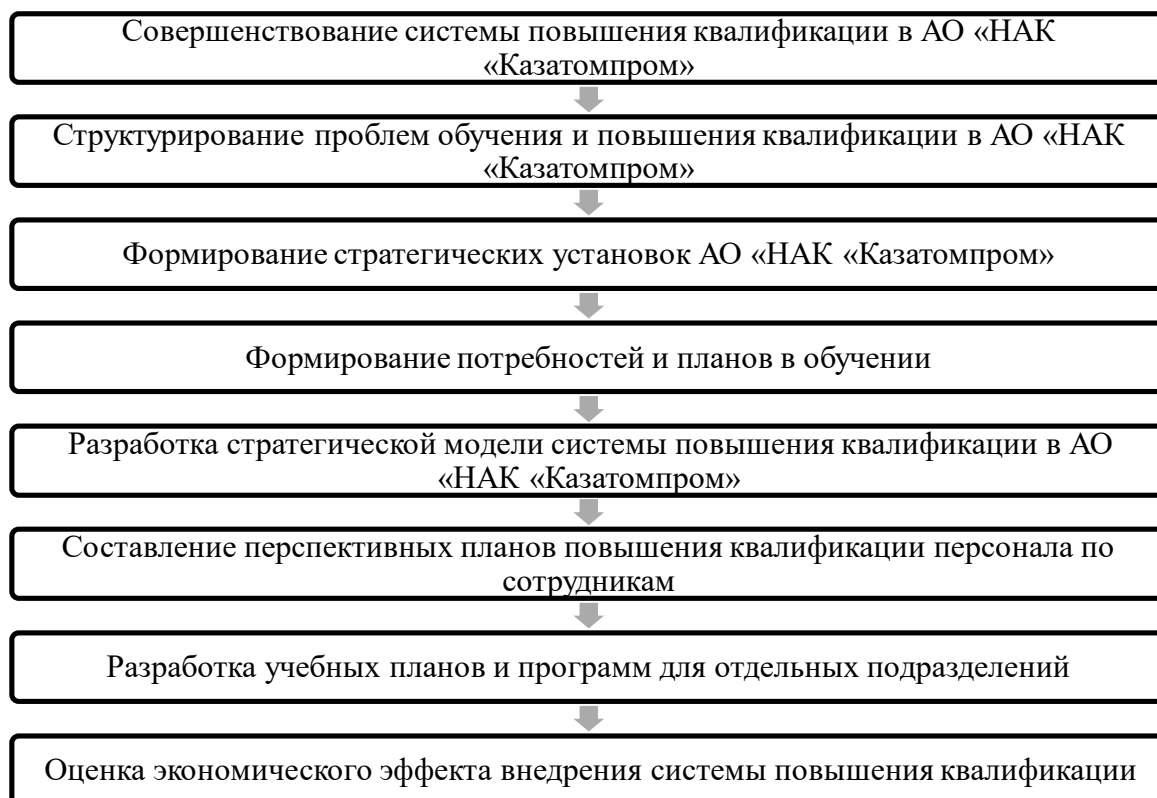 Совершенствование системы повышения квалификации в АО «НАК
«Казатомпром»
Структурирование проблем обучения и повышения квалификации в АО «НАК
«Казатомпром»
Формирование стратегических установок АО «НАК «Казатомпром»
Формирование потребностей и планов в обучении
Разработка стратегической модели системы повышения квалификации в АО
«НАК «Казатомпром»
Составление перспективных планов повышения квалификации персонала по
сотрудникам
Разработка учебных планов и программ для отдельных подразделений
Оценка экономического эффекта внедрения системы повышения квалификации